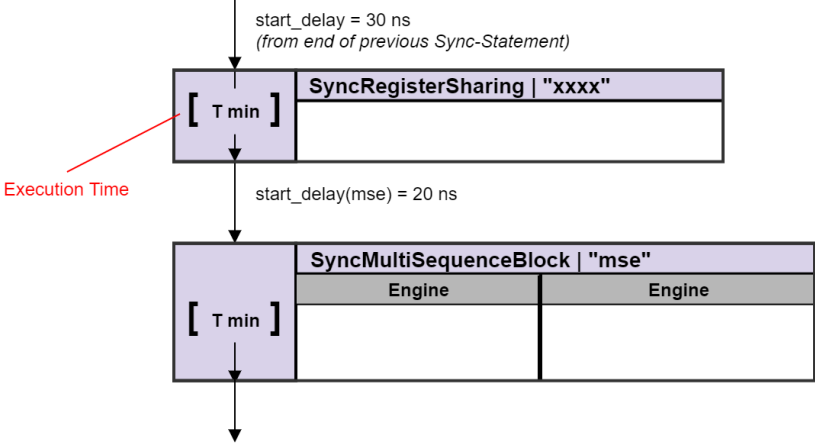 start_delay = 30 ns
(from end of previous Sync-Statement)
SyncRegisterSharing | "xxxx"
[ T min ]
Execution Time
start_delay(mse) = 20 ns
SyncMultiSequenceBlock | "mse"
Engine Engine
[ T min ]